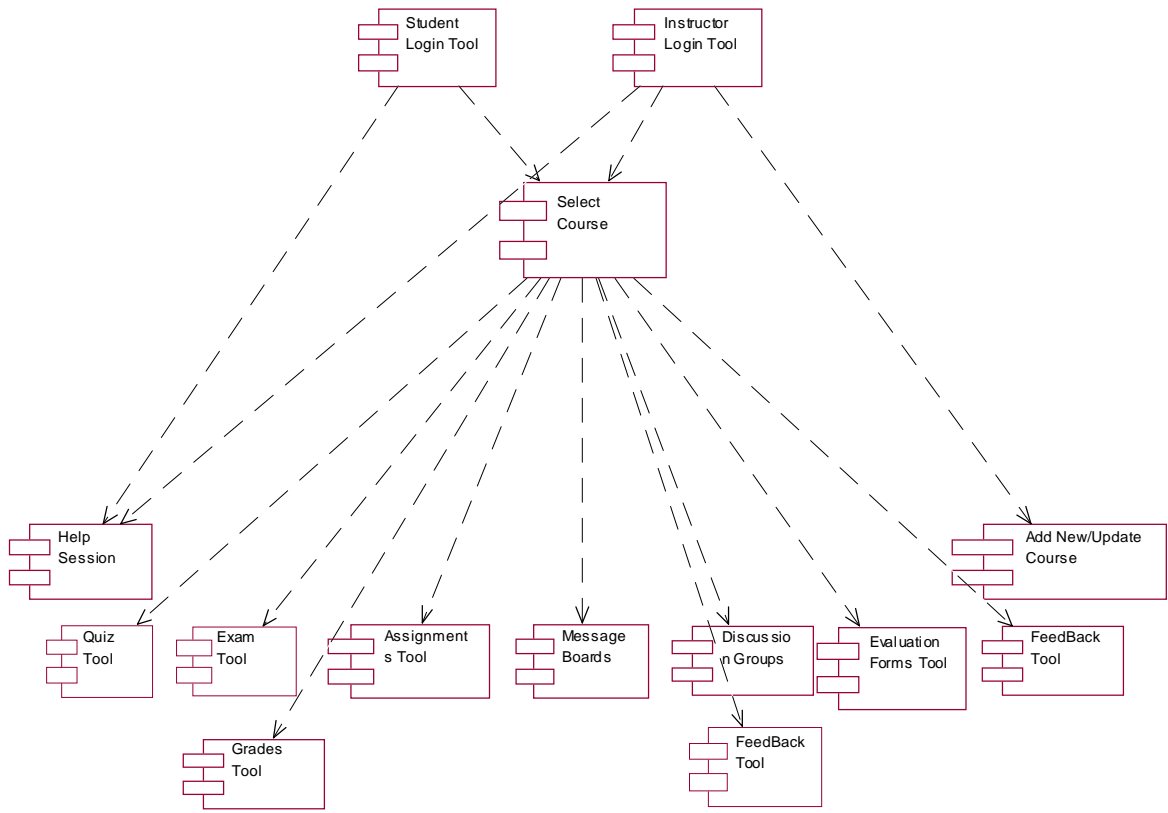 Student
Login Tool
Instructor
Login Tool
Select
Course
Help
Session
Add New/Update
Course
Quiz
Tool
Exam
Tool
Assignment
s Tool
Message
Boards
Discussio
n Groups
Evaluation
Forms Tool
FeedBack
Tool
Grades
Tool
FeedBack
Tool